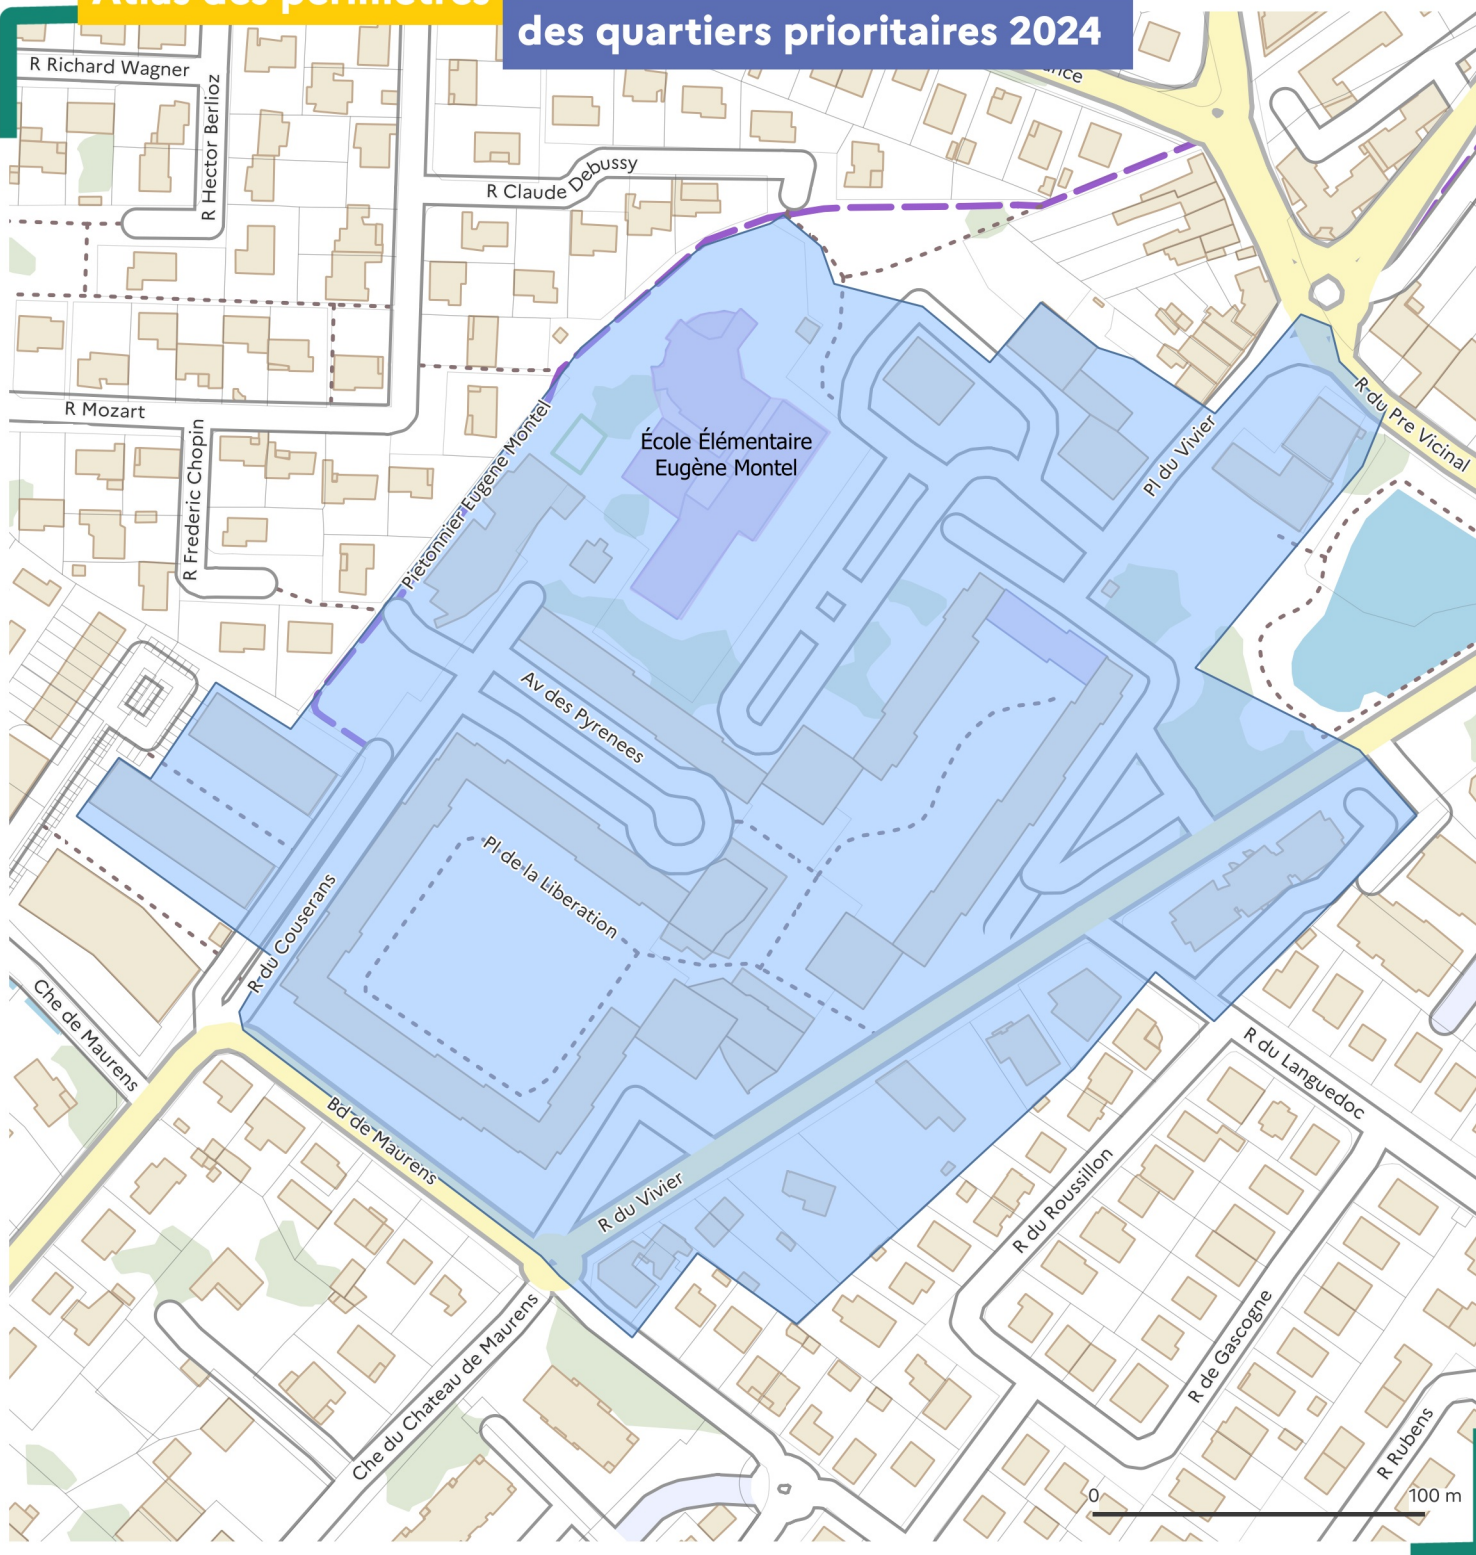 Atlas des périmètres
des quartiers prioritaires 2024
R Richard Wagner
R Hector Berlioz
R Claude Debussy
R Mozart
R Frederic Chopin
Pietonnier Eugene Montel
École Élémentaire
Eugène Montel
Pl du Vivier
R du Pre Vicinal
Av des Pyrenees
Pl de la Liberation
R du Couserans
Che de Maurens
Bd de Maurens
R du Vivier
R du Languedoc
R du Roussillon
R de Gascogne
Che du Chateau de Maurens
R Rubens
0 100 m